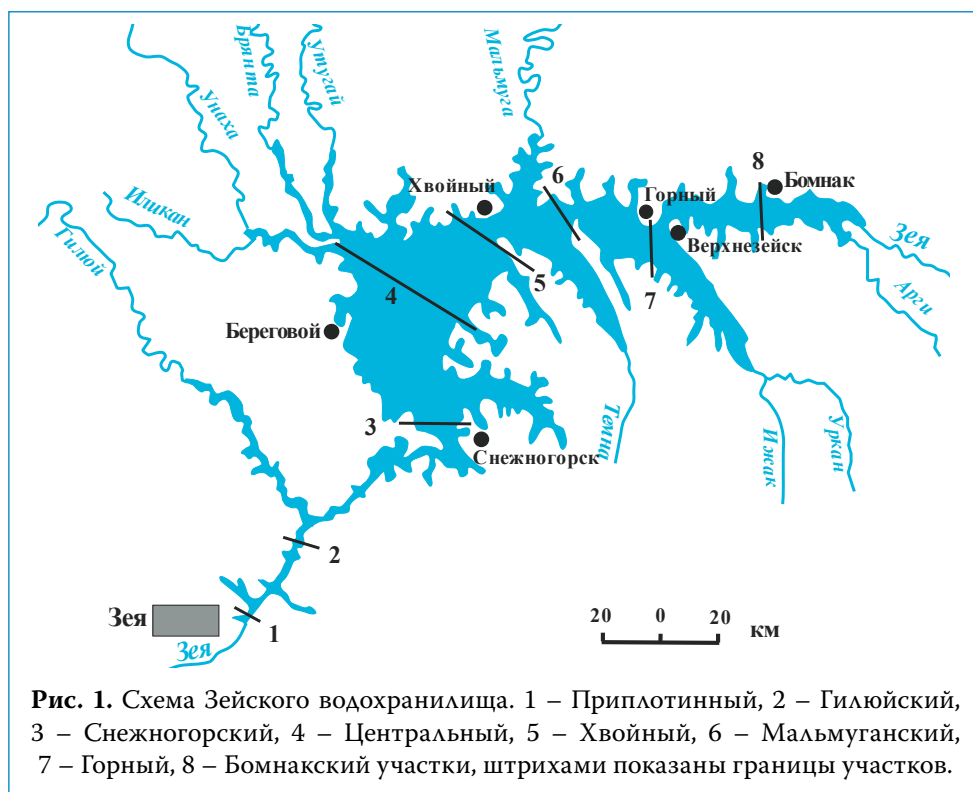 Унаха
Брянта
Утугай
Мальмуга
Иликан
Гилюй
Хвойный
6
8
Бомнак
Горный
Верхнезейск
Зея
Арги
5
4
7
Береговой
3
Снежногорск
Темна
Ижак
Уркан
2
Зея
1
Зея
20 0 20
км
Рис. 1. Схема Зейского водохранилища. 1 – Приплотинный, 2 – Гилюйский,
3 – Снежногорский, 4 – Центральный, 5 – Хвойный, 6 – Мальмуганский,
7 – Горный, 8 – Бомнакский участки, штрихами показаны границы участков.